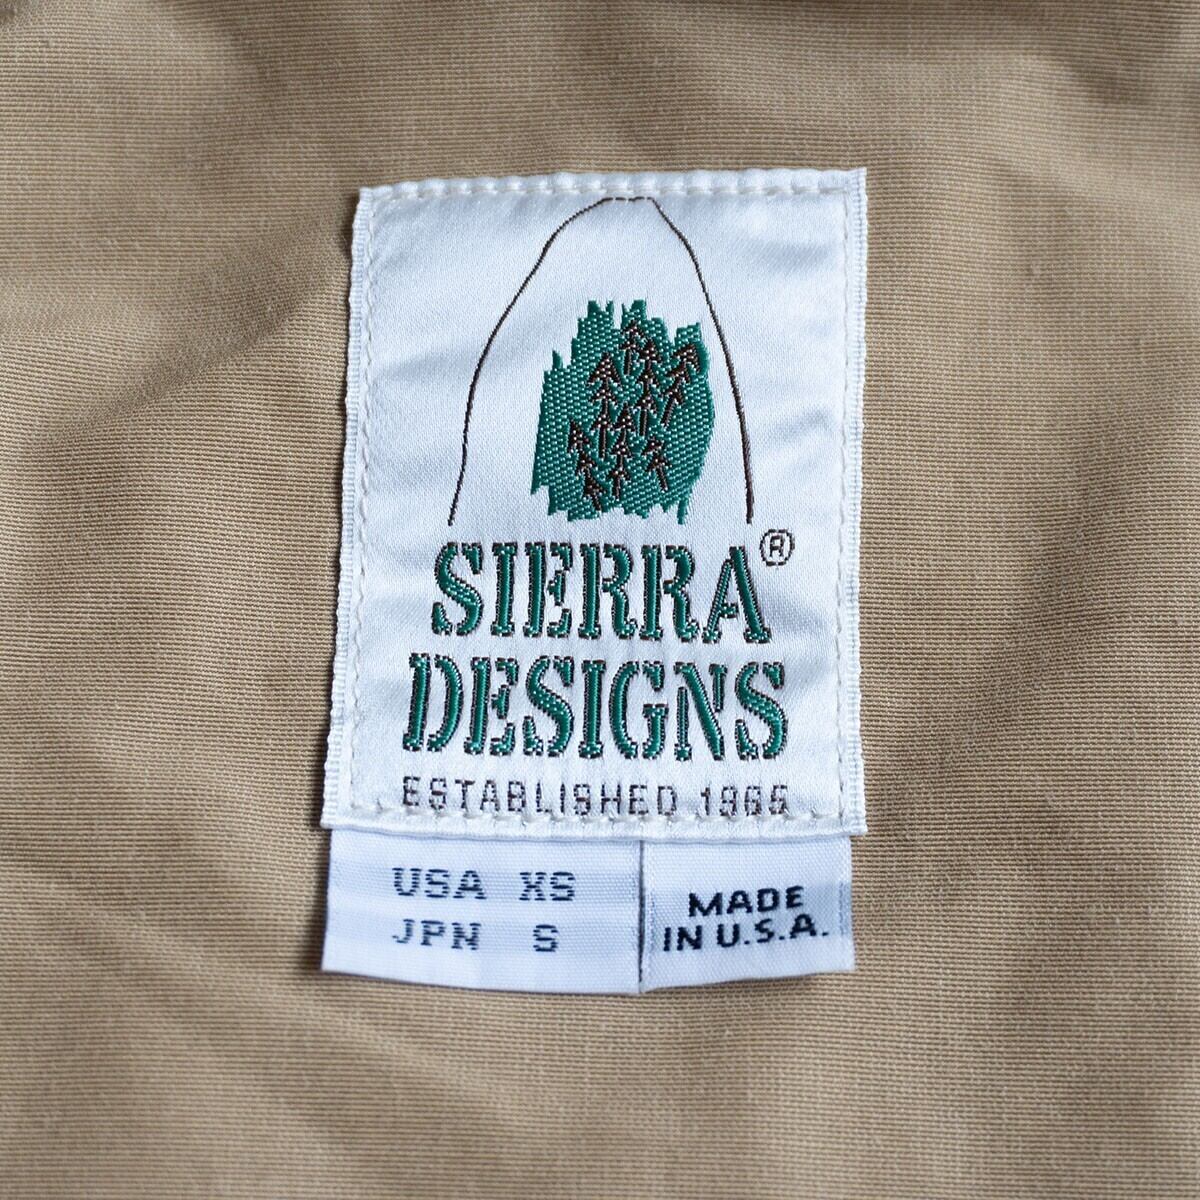 SIERRA®
DESIGNS
ESTABLISHED 1965
USA XS
JPN S
MADE
IN U.S.A.